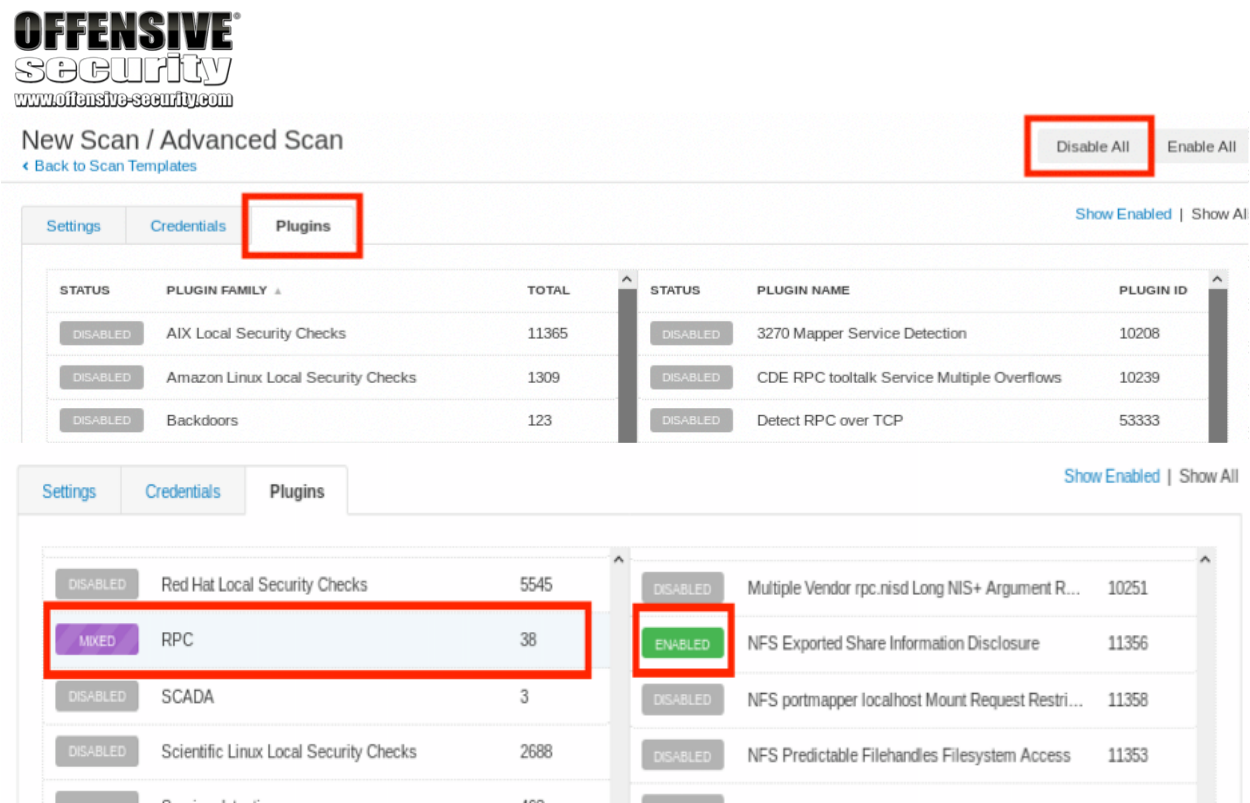 OFFENSIVE
security
www.offensive-security.com
New Scan / Advanced Scan
Back to Scan Templates
Disable All Enable All
Settings Credentials Plugins
Show Enabled | Show Al
STATUS PLUGIN FAMILY TOTAL STATUS PLUGIN NAME PLUGIN ID
DISABLED AIX Local Security Checks 11365 DISABLED 3270 Mapper Service Detection 10208
DISABLED Amazon Linux Local Security Checks 1309 DISABLED CDE RPC tooltalk Service Multiple Overflows 10239
DISABLED Backdoors 123 DISABLED Detect RPC over TCP 53333
Settings Credentials Plugins
Show Enabled | Show All
DISABLED Red Hat Local Security Checks 5545 DISABLED Multiple Vendor rpc.nisd Long NIS+ Argument R... 10251
MIXED RPC 38 ENABLED NFS Exported Share Information Disclosure 11356
DISABLED SCADA 3 DISABLED NFS portmapper localhost Mount Request Restri... 11358
DISABLED Scientific Linux Local Security Checks 2688 DISABLED NFS Predictable Filehandles Filesystem Access 11353